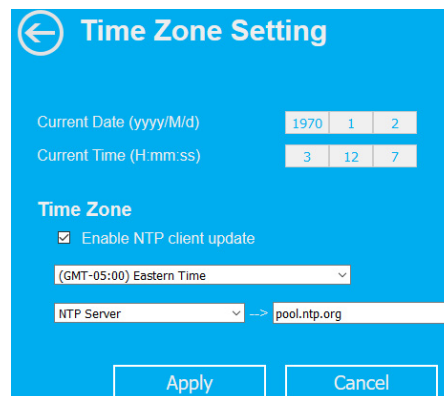 Time Zone Setting
Current Date (yyyy/M/d) 1970 1 2
Current Time (H:mm:ss) 3 12 7
Time Zone
Enable NTP client update
(GMT-05:00) Eastern Time
NTP Server --> pool.ntp.org
Apply Cancel